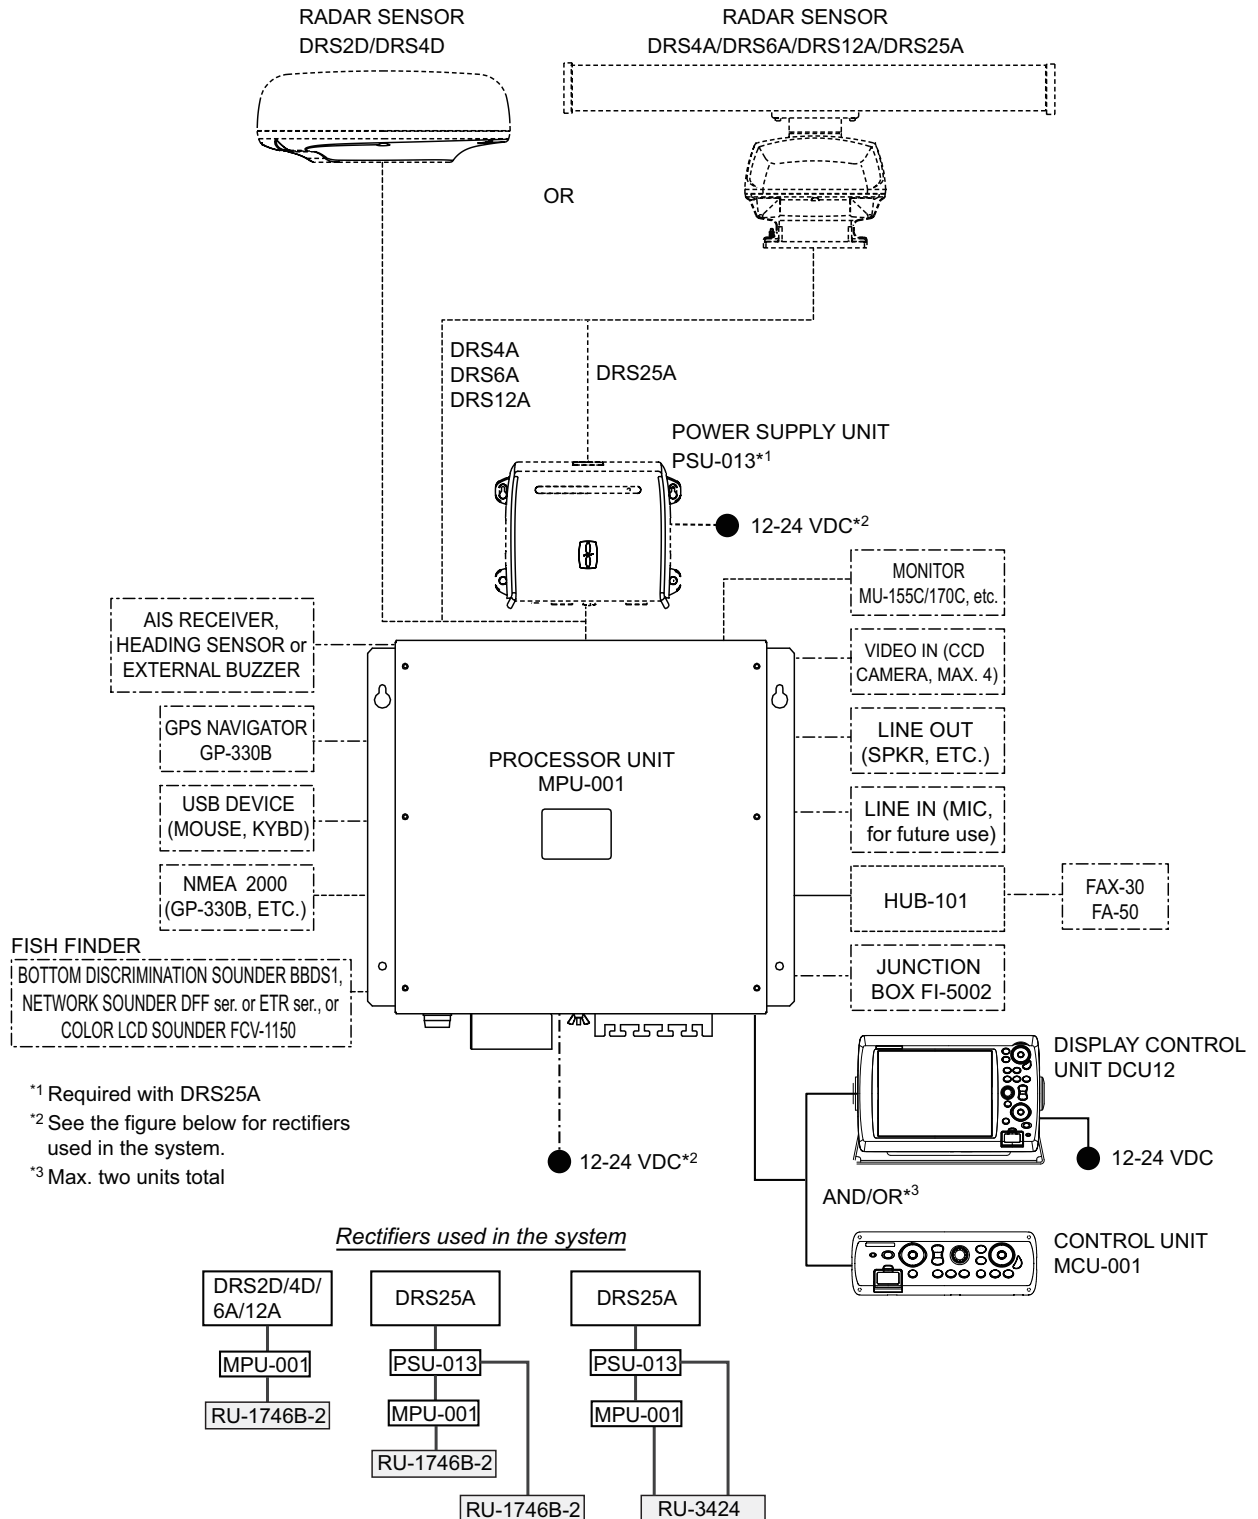 RADAR SENSOR
DRS2D/DRS4D
RADAR SENSOR
DRS4A/DRS6A/DRS12A/DRS25A
OR
DRS4A
DRS6A
DRS12A
DRS25A
POWER SUPPLY UNIT
PSU-013*1
12-24 VDC*2
AIS RECEIVER,
HEADING SENSOR or
EXTERNAL BUZZER
GPS NAVIGATOR
GP-330B
USB DEVICE
(MOUSE, KYBD)
NMEA 2000
(GP-330B, ETC.)
FISH FINDER
BOTTOM DISCRIMINATION SOUNDER BBDS1,
NETWORK SOUNDER DFF ser. or ETR ser., or
COLOR LCD SOUNDER FCV-1150
PROCESSOR UNIT
MPU-001
MONITOR
MU-155C/170C, etc.
VIDEO IN (CCD
CAMERA, MAX. 4)
LINE OUT
(SPKR, ETC.)
LINE IN (MIC,
for future use)
HUB-101
FAX-30
FA-50
JUNCTION
BOX FI-5002
DISPLAY CONTROL
UNIT DCU12
12-24 VDC
AND/OR*3
CONTROL UNIT
MCU-001
12-24 VDC*2
*1 Required with DRS25A
*2 See the figure below for rectifiers
used in the system.
*3 Max. two units total
Rectifiers used in the system
DRS2D/4D/
6A/12A
MPU-001
RU-1746B-2
DRS25A
PSU-013
MPU-001
RU-1746B-2
RU-1746B-2
DRS25A
PSU-013
MPU-001
RU-3424